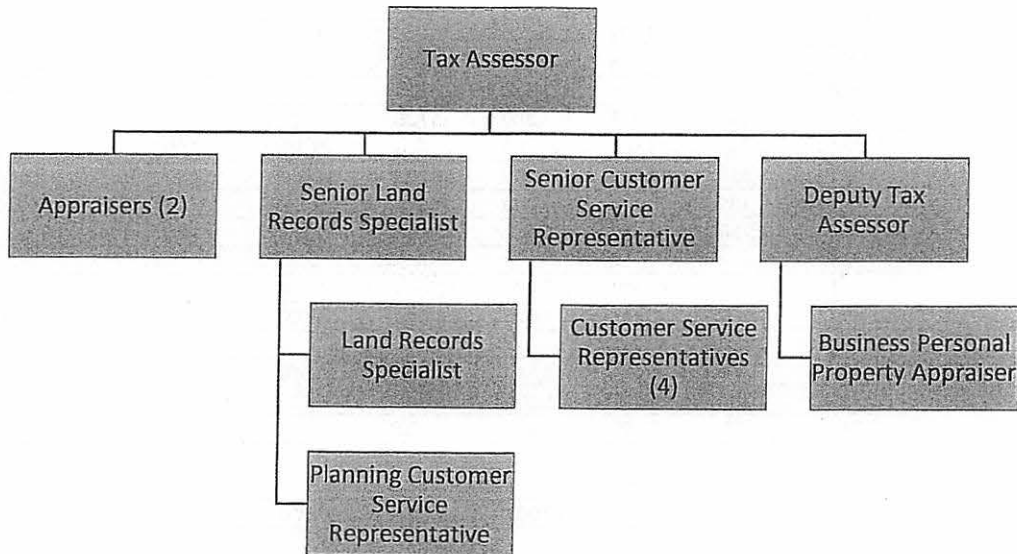 Tax Assessor
Appraisers (2)
Senior Land
Records Specialist
Senior Customer
Service
Representative
Deputy Tax
Assessor
Land Records
Specialist
Customer Service
Representatives
(4)
Business Personal
Property Appraiser
Planning Customer
Service
Representative